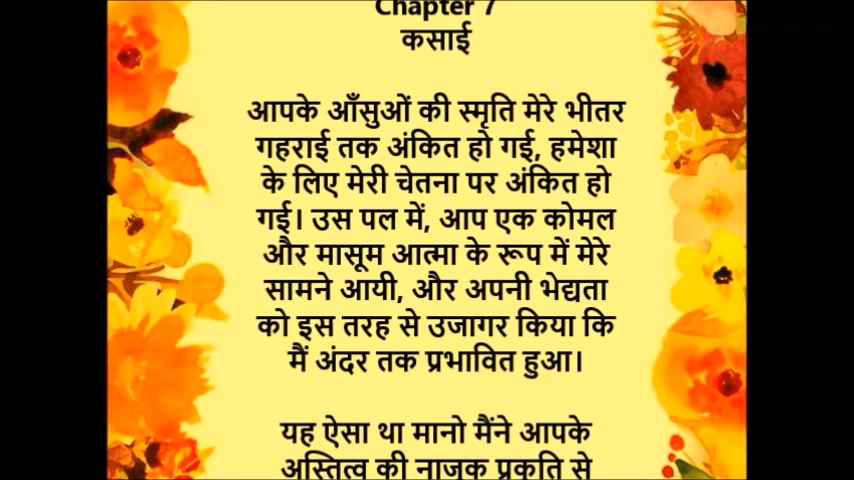 Chapter 7
कसाई
आपके आँसुओं की स्मृति मेरे भीतर
गहराई तक अंकित हो गई, हमेशा
के लिए मेरी चेतना पर अंकित हो
गई। उस पल में, आप एक कोमल
और मासूम आत्मा के रूप में मेरे
सामने आयी, और अपनी भेद्यता
को इस तरह से उजागर किया कि
मैं अंदर तक प्रभावित हुआ।
यह ऐसा था मानो मैंने आपके
अस्तित्व की नाजुक प्रकृति से